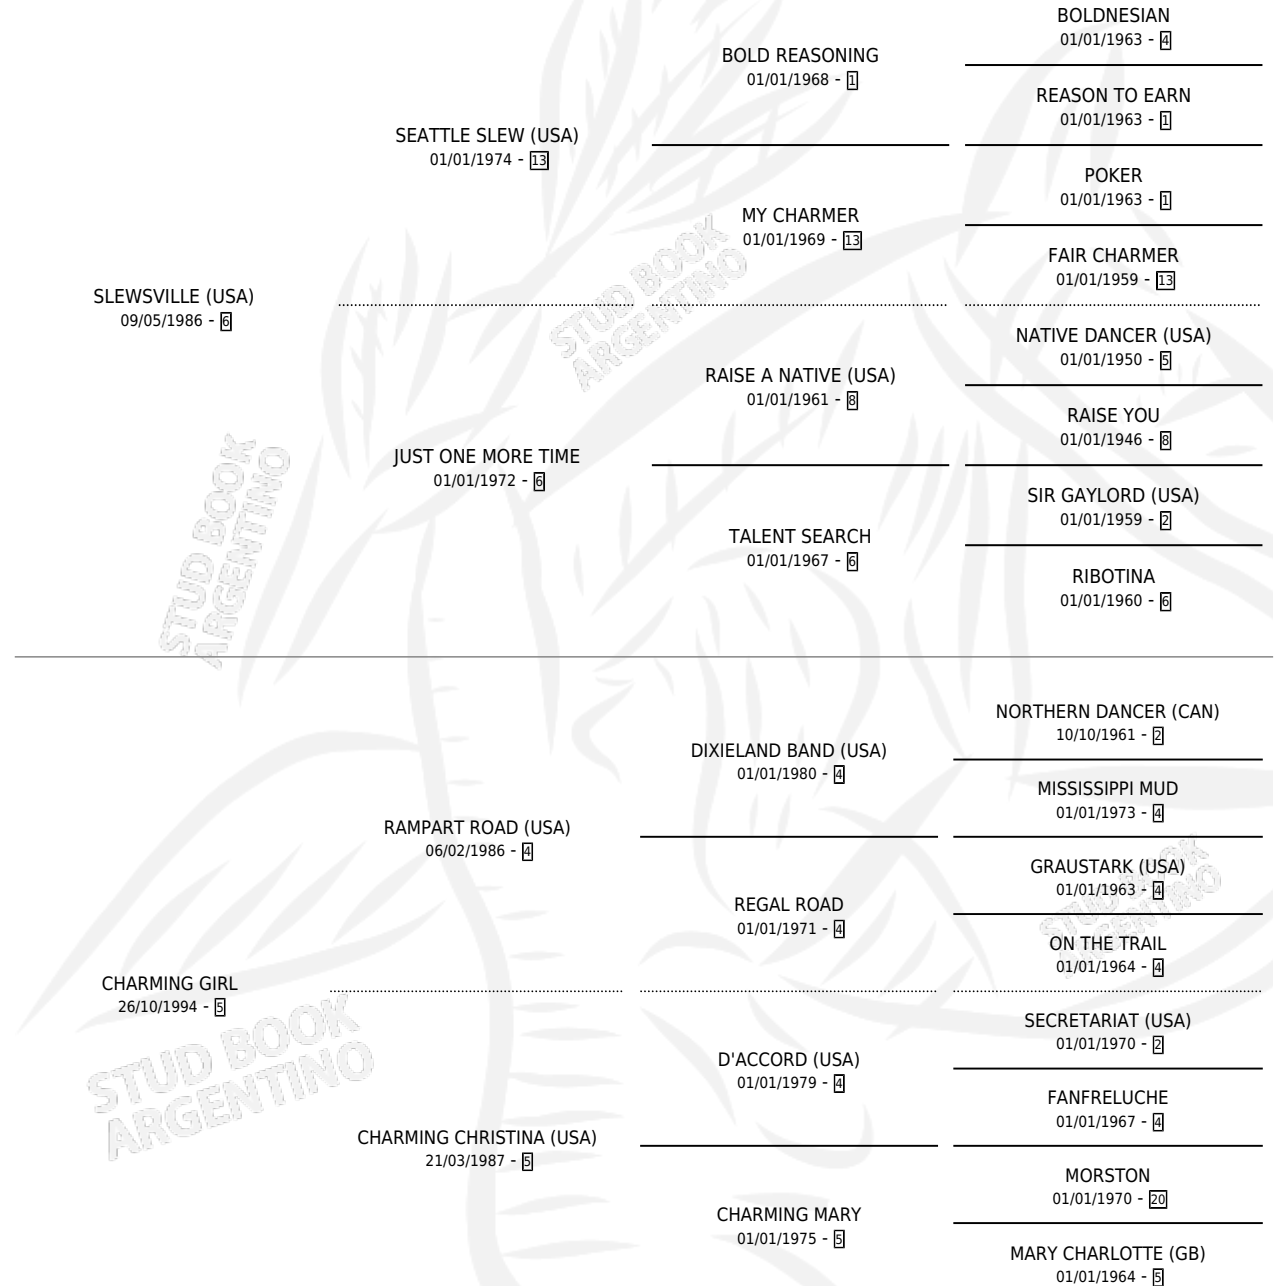 BOLDNESIAN
01/01/1963 - 4
BOLD REASONING
01/01/1968 - 1
REASON TO EARN
01/01/1963 - 1
SEATTLE SLEW (USA)
01/01/1974 - 13
POKER
01/01/1963 - 1
MY CHARMER
01/01/1969 - 13
FAIR CHARMER
01/01/1959 - 13
SLEWSVILLE (USA)
09/05/1986 - 6
NATIVE DANCER (USA)
01/01/1950 - 5
RAISE A NATIVE (USA)
01/01/1961 - 8
RAISE YOU
01/01/1946 - 8
JUST ONE MORE TIME
01/01/1972 - 6
SIR GAYLORD (USA)
01/01/1959 - 2
TALENT SEARCH
01/01/1967 - 6
RIBOTINA
01/01/1960 - 6
NORTHERN DANCER (CAN)
10/10/1961 - 2
DIXIELAND BAND (USA)
01/01/1980 - 4
MISSISSIPPI MUD
01/01/1973 - 4
RAMPART ROAD (USA)
06/02/1986 - 4
GRAUSTARK (USA)
01/01/1963 - 4
REGAL ROAD
01/01/1971 - 4
ON THE TRAIL
01/01/1964 - 4
CHARMING GIRL
26/10/1994 - 5
SECRETARIAT (USA)
01/01/1970 - 2
D'ACCORD (USA)
01/01/1979 - 4
FANFRELUCHE
01/01/1967 - 4
CHARMING CHRISTINA (USA)
21/03/1987 - 5
MORSTON
01/01/1970 - 20
CHARMING MARY
01/01/1975 - 5
MARY CHARLOTTE (GB)
01/01/1964 - 5
STUD BOOK
ARGENTINO
STUD BOOK
ARGENTINO
STUD BOOK
ARGENTINO
STUD BOOK
ARGENTINO